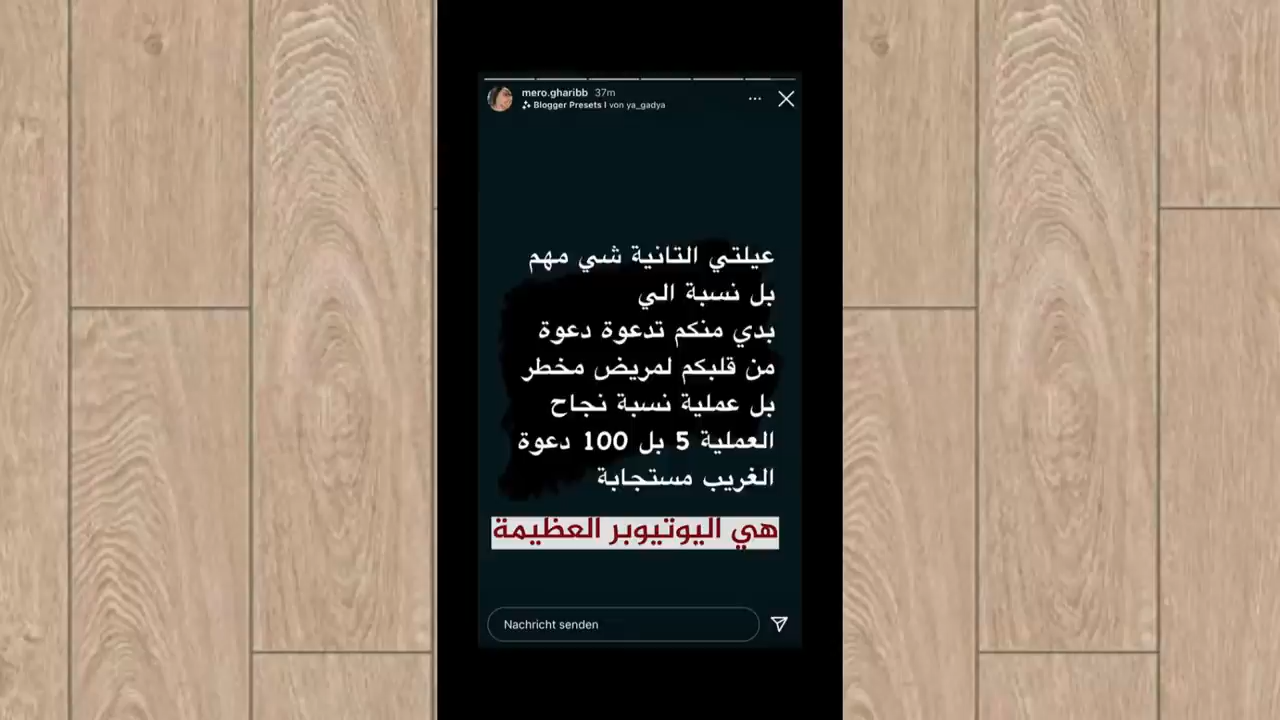 mero.gharibb 37m
Blogger Presets I von ya_gadya
عيلتي التانية شي مهم
بل نسبة الي
بدي منكم تدعوة دعوة
من قلبكم لمريض مخطر
بل عملية نسبة نجاح
العملية 5 بل 100 دعوة
الغريب مستجابة
هي اليوتيوبر العظيمة
Nachricht senden